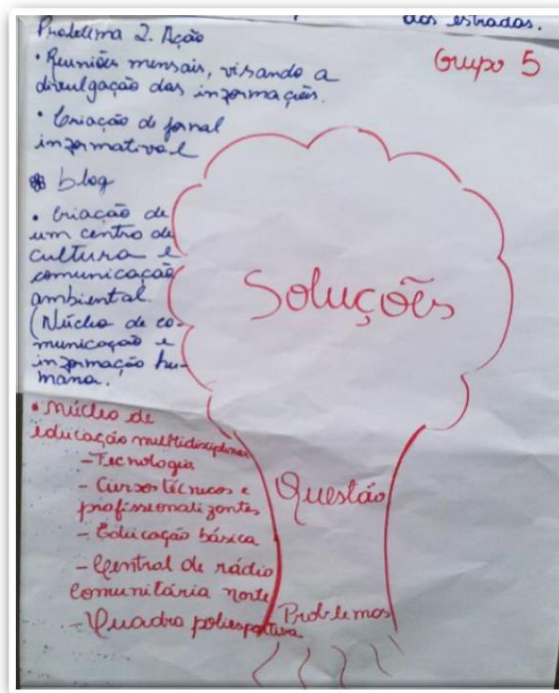 dos estradas.
Grupo 5
Problema 2. Ação
• Reuniões mensais, visando a
divulgação das informações.
• Criação de jornal
informativo e
blog
• Criação de
um centro de
cultura e
comunicação
ambiental.
(Núcleo de co-
municação e
informação hu-
mana.
• Núcleo de
educação multidisciplinar
- Tecnologia
- Cursos técnicos e
profissionalizantes
- Educação básica
- Central de rádio
comunitária norte
- Quadra poliesportiva
Soluções
Questão
Problemas